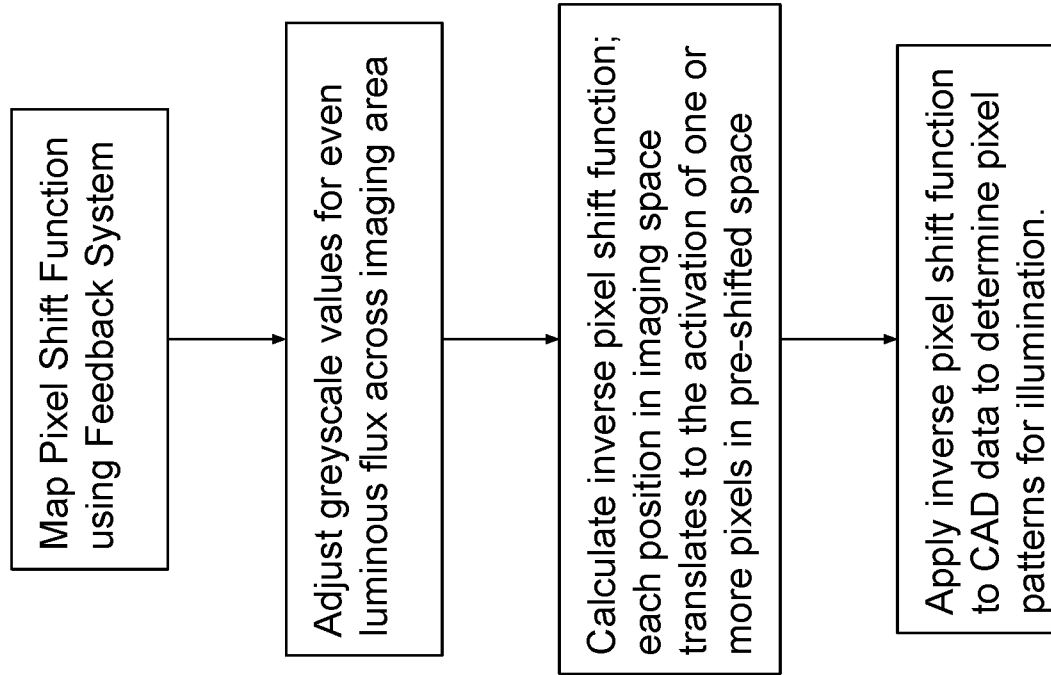 Map Pixel Shift Function
using Feedback System
Adjust greyscale values for even
luminous flux across imaging area
Calculate inverse pixel shift function;
each position in imaging space
translates to the activation of one or
more pixels in pre-shifted space
Apply inverse pixel shift function
to CAD data to determine pixel
patterns for illumination.